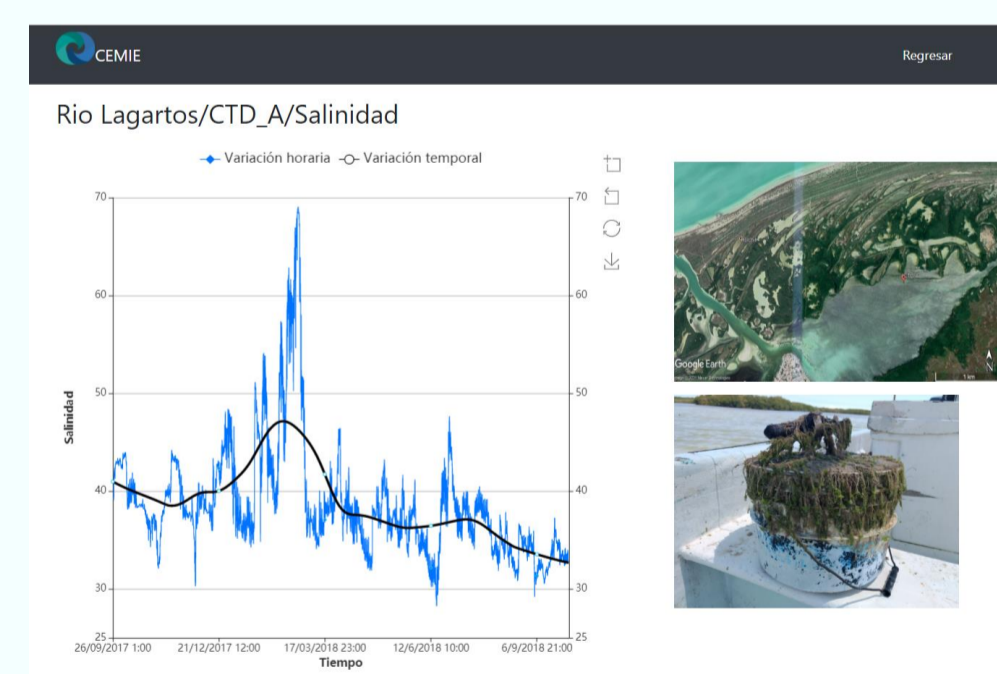 CEMIE
Regresar
Rio Lagartos/CTD_A/Salinidad
Variación horaria
Variación temporal
70
70
60
60
50
50
40
40
30
30
25
25
Salinidad
26/09/2017 1:00
21/12/2017 12:00
17/03/2018 23:00
12/6/2018 10:00
6/9/2018 21:00
Tiempo
Google Earth
N
1 km